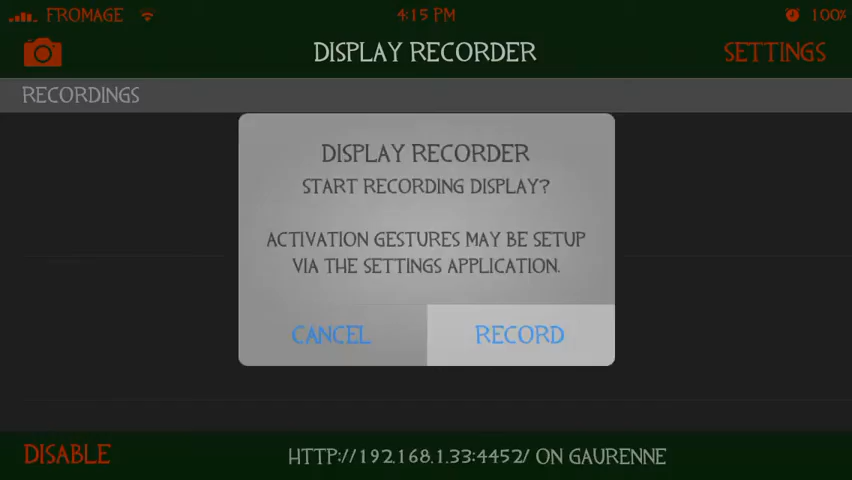 FROMAGE 4:15 PM 100%
DISPLAY RECORDER SETTINGS
RECORDINGS
DISPLAY RECORDER
START RECORDING DISPLAY?
ACTIVATION GESTURES MAY BE SETUP
VIA THE SETTINGS APPLICATION.
CANCEL RECORD
DISABLE HTTP://192.168.1.33:4452/ ON GAURENNE